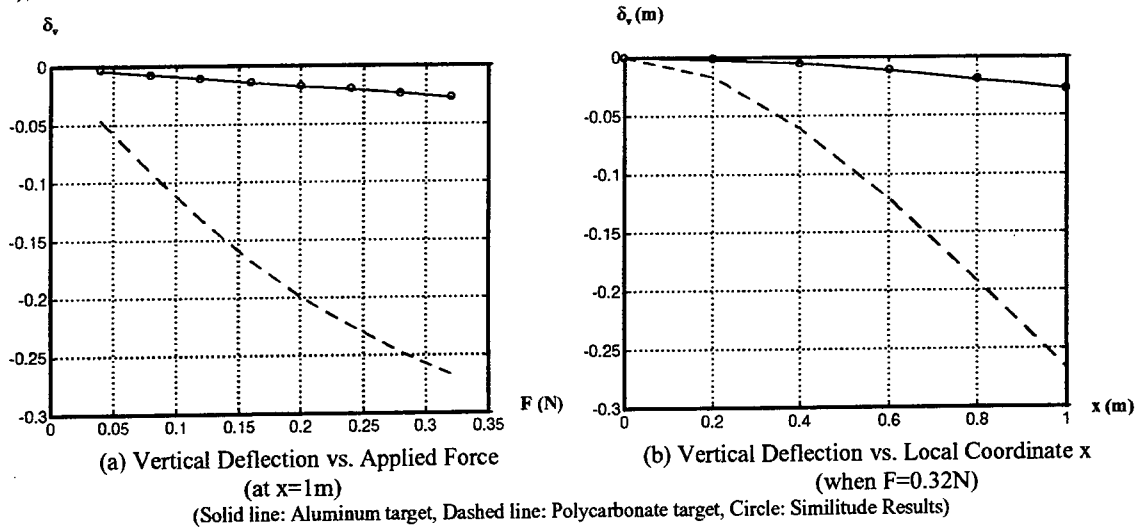 δᵥ
0
-0.05
-0.1
-0.15
-0.2
-0.25
-0.3
0 0.05 0.1 0.15 0.2 0.25 0.3 0.35
F (N)
(a) Vertical Deflection vs. Applied Force
(at x=1m)
δᵥ (m)
0
-0.05
-0.1
-0.15
-0.2
-0.25
-0.3
0 0.2 0.4 0.6 0.8 1
x (m)
(b) Vertical Deflection vs. Local Coordinate x
(when F=0.32N)
(Solid line: Aluminum target, Dashed line: Polycarbonate target, Circle: Similitude Results)